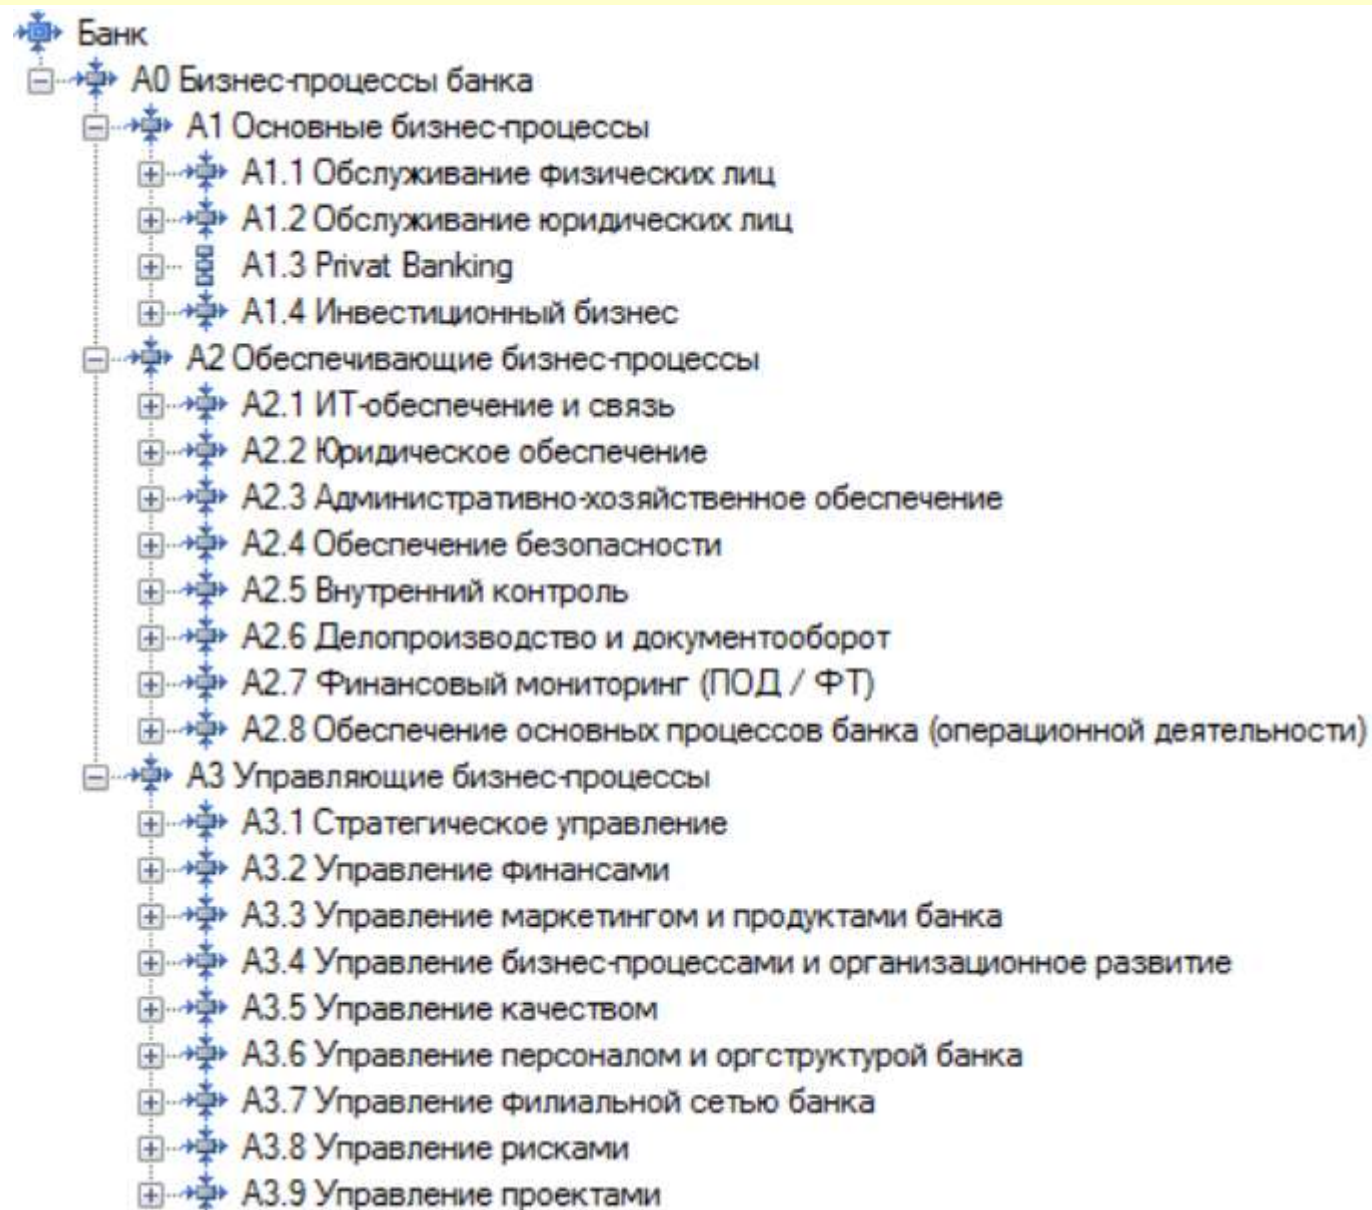 Банк
А0 Бизнес-процессы банка
А1 Основные бизнес-процессы
А1.1 Обслуживание физических лиц
А1.2 Обслуживание юридических лиц
А1.3 Privat Banking
А1.4 Инвестиционный бизнес
А2 Обеспечивающие бизнес-процессы
А2.1 ИТ-обеспечение и связь
А2.2 Юридическое обеспечение
А2.3 Административно-хозяйственное обеспечение
А2.4 Обеспечение безопасности
А2.5 Внутренний контроль
А2.6 Делопроизводство и документооборот
А2.7 Финансовый мониторинг (ПОД / ФТ)
А2.8 Обеспечение основных процессов банка (операционной деятельности)
А3 Управляющие бизнес-процессы
А3.1 Стратегическое управление
А3.2 Управление финансами
А3.3 Управление маркетингом и продуктами банка
А3.4 Управление бизнес-процессами и организационное развитие
А3.5 Управление качеством
А3.6 Управление персоналом и оргструктурой банка
А3.7 Управление филиальной сетью банка
А3.8 Управление рисками
А3.9 Управление проектами